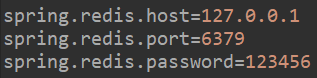 spring.redis.host=127.0.0.1
spring.redis.port=6379
spring.redis.password=123456